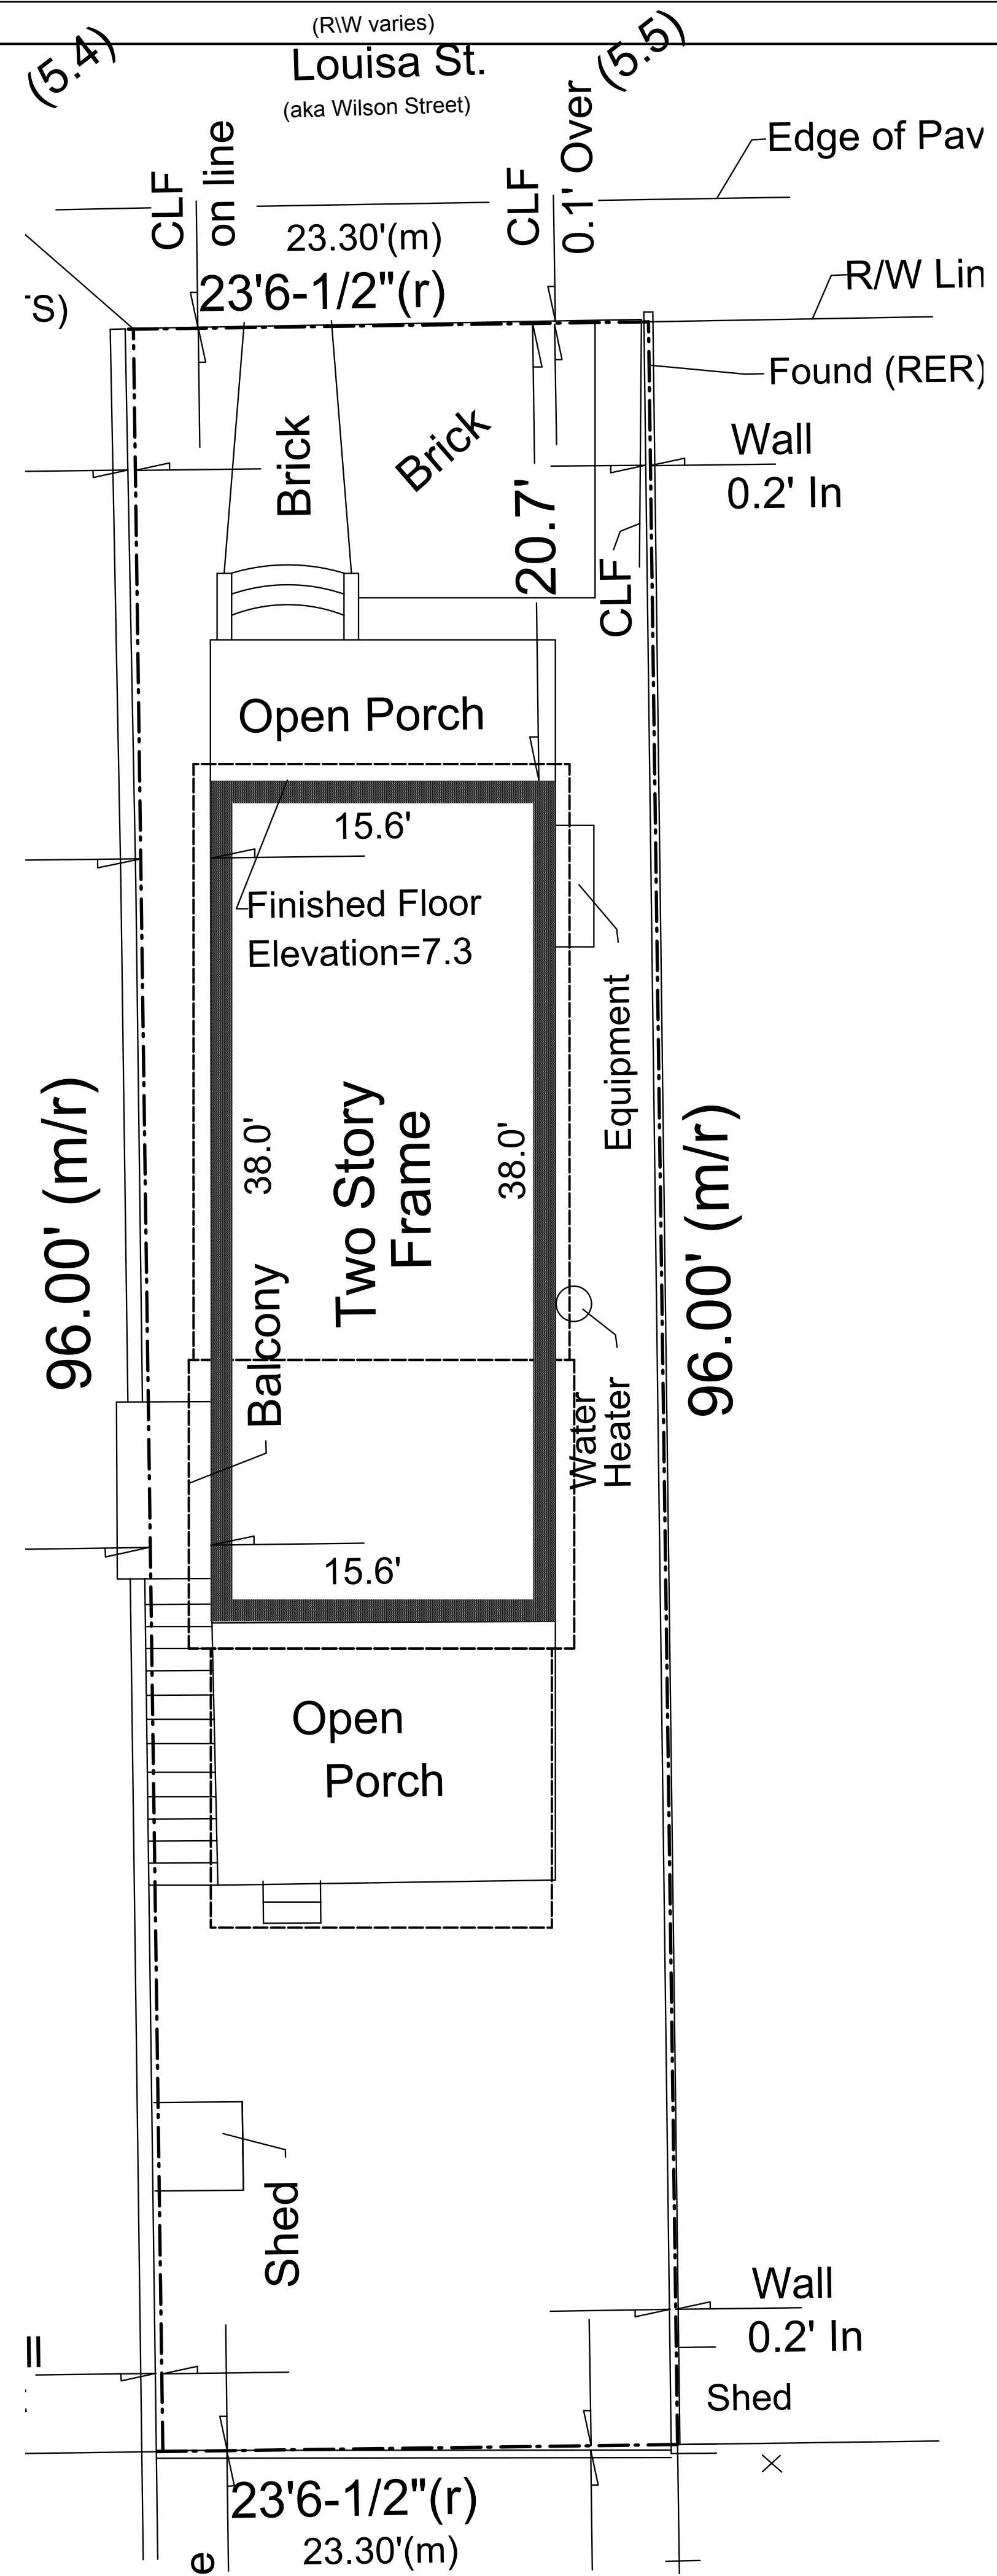 (R\W varies)
(5.4)
Louisa St.
(5.5)
(aka Wilson Street)
CLF
on line
CLF
0.1' Over
Edge of Pav
23.30'(m)
23'6-1/2"(r)
R/W Lin
S)
Found (RER)
Brick
Brick
Wall
0.2' In
20.7'
CLF
Open Porch
15.6'
Finished Floor
Elevation=7.3
Equipment
38.0'
Two Story
Frame
38.0'
96.00' (m/r)
96.00' (m/r)
Balcony
Water
Heater
15.6'
Open
Porch
Shed
Wall
0.2' In
ll
Shed
23'6-1/2"(r)
23.30'(m)
e